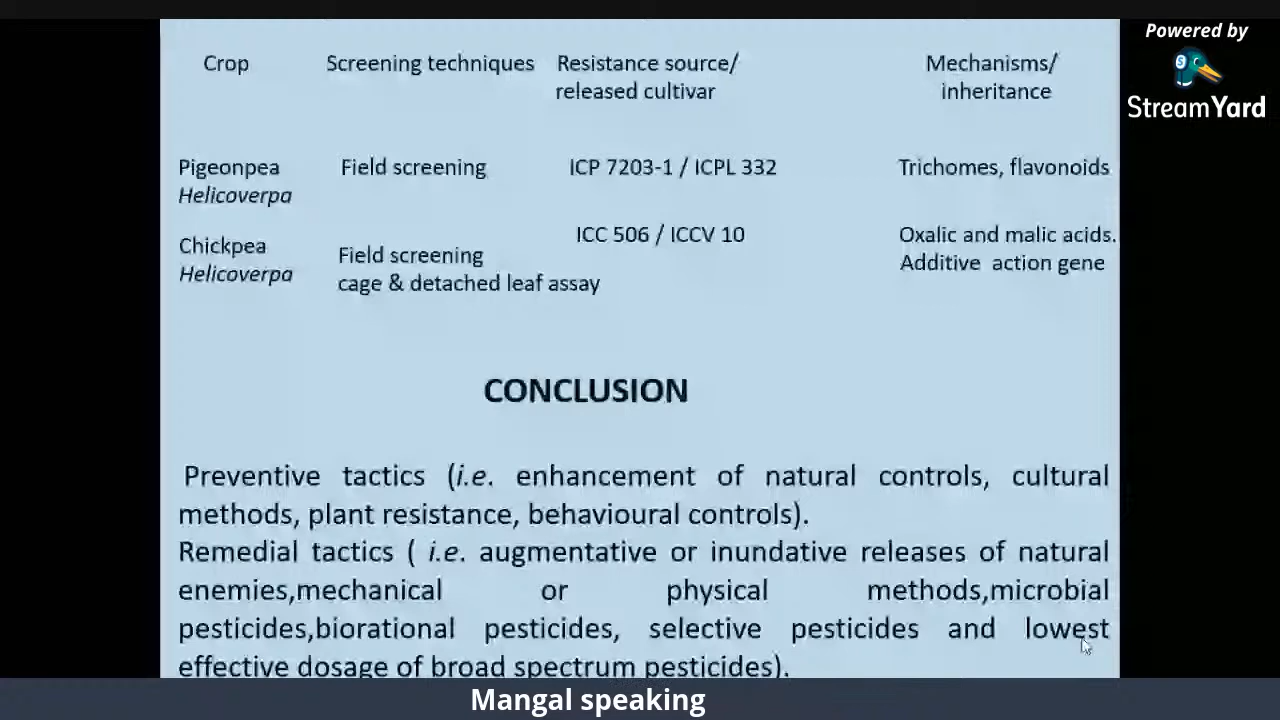 Powered by
StreamYard
Crop Screening techniques Resistance source/ Mechanisms/
released cultivar inheritance
Pigeonpea Field screening ICP 7203-1 / ICPL 332 Trichomes, flavonoids
Helicoverpa
ICC 506 / ICCV 10 Oxalic and malic acids.
Chickpea Field screening Additive action gene
Helicoverpa cage & detached leaf assay
CONCLUSION
Preventive tactics (i.e. enhancement of natural controls, cultural
methods, plant resistance, behavioural controls).
Remedial tactics ( i.e. augmentative or inundative releases of natural
enemies,mechanical or physical methods,microbial
pesticides,biorational pesticides, selective pesticides and lowest
effective dosage of broad spectrum pesticides).
Mangal speaking